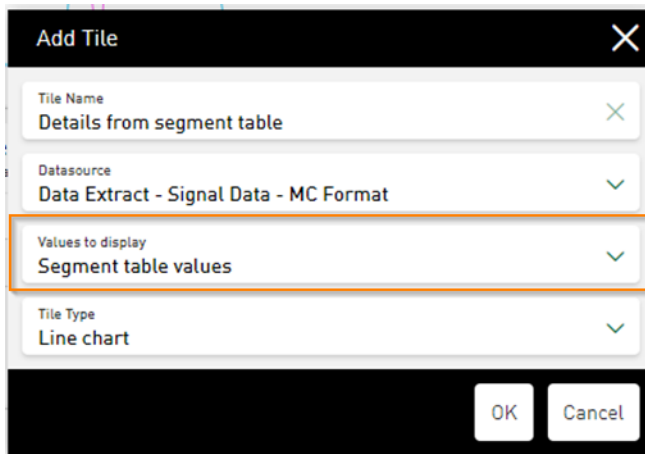 Add Tile
Tile Name
Details from segment table
Datasource
Data Extract - Signal Data - MC Format
Values to display
Segment table values
Tile Type
Line chart
OK Cancel